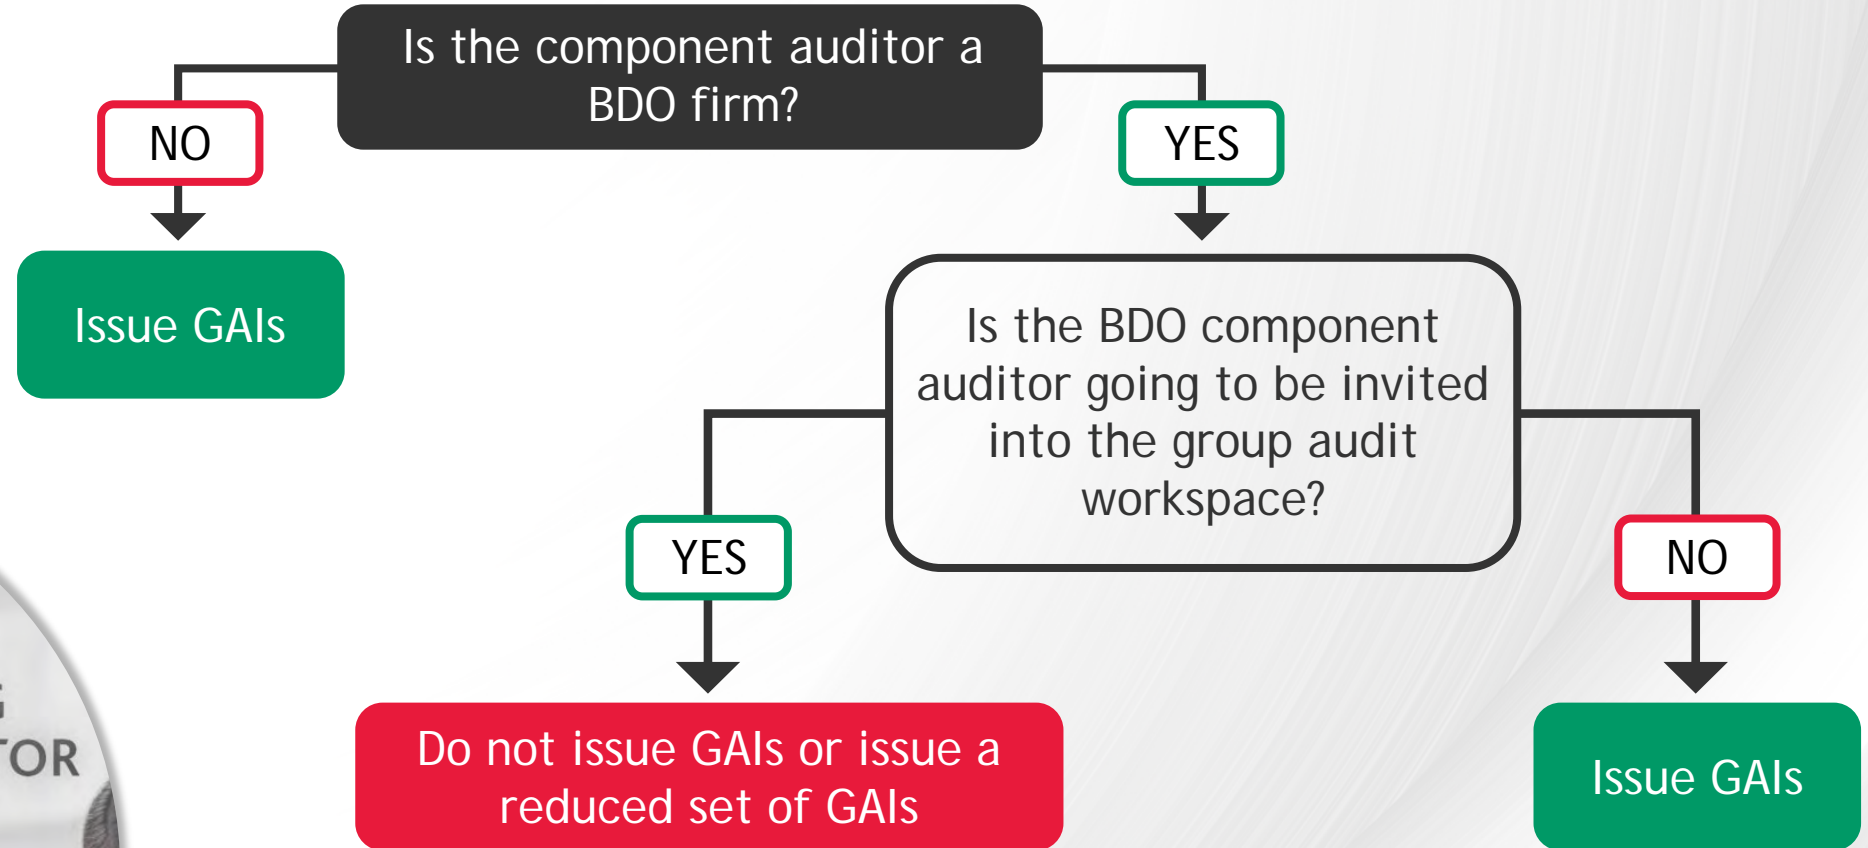 Is the component auditor a
BDO firm?
NO
YES
Issue GAIs
Is the BDO component
auditor going to be invited
into the group audit
workspace?
YES
NO
Do not issue GAIs or issue a
reduced set of GAIs
Issue GAIs